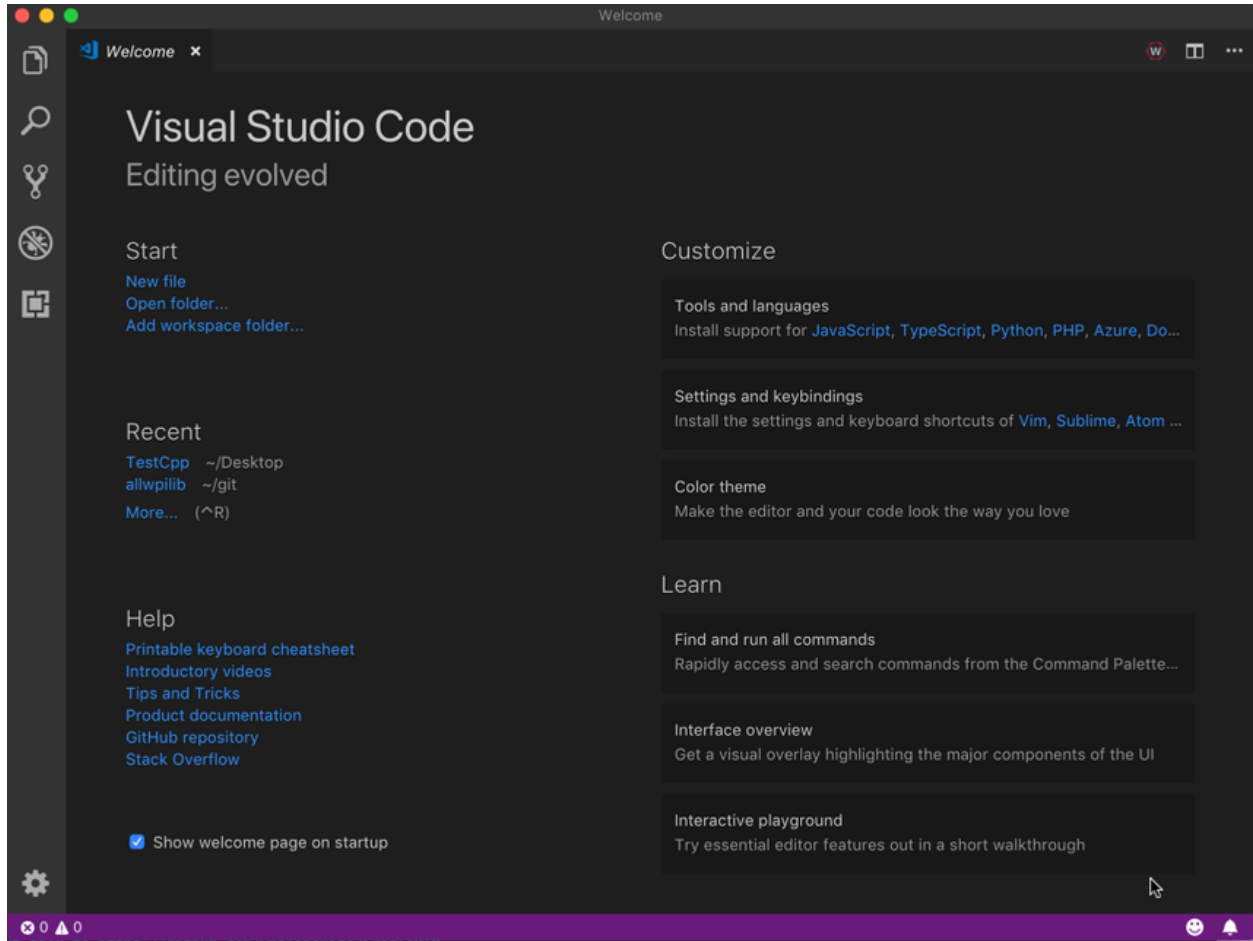 Welcome
Welcome
W
Visual Studio Code
Editing evolved
Start
New file
Open folder...
Add workspace folder...
Recent
TestCpp ~/Desktop
allwpilib ~/git
More... (^R)
Help
Printable keyboard cheatsheet
Introductory videos
Tips and Tricks
Product documentation
GitHub repository
Stack Overflow
Show welcome page on startup
Customize
Tools and languages
Install support for JavaScript, TypeScript, Python, PHP, Azure, Do...
Settings and keybindings
Install the settings and keyboard shortcuts of Vim, Sublime, Atom ...
Color theme
Make the editor and your code look the way you love
Learn
Find and run all commands
Rapidly access and search commands from the Command Palette...
Interface overview
Get a visual overlay highlighting the major components of the UI
Interactive playground
Try essential editor features out in a short walkthrough
0 0